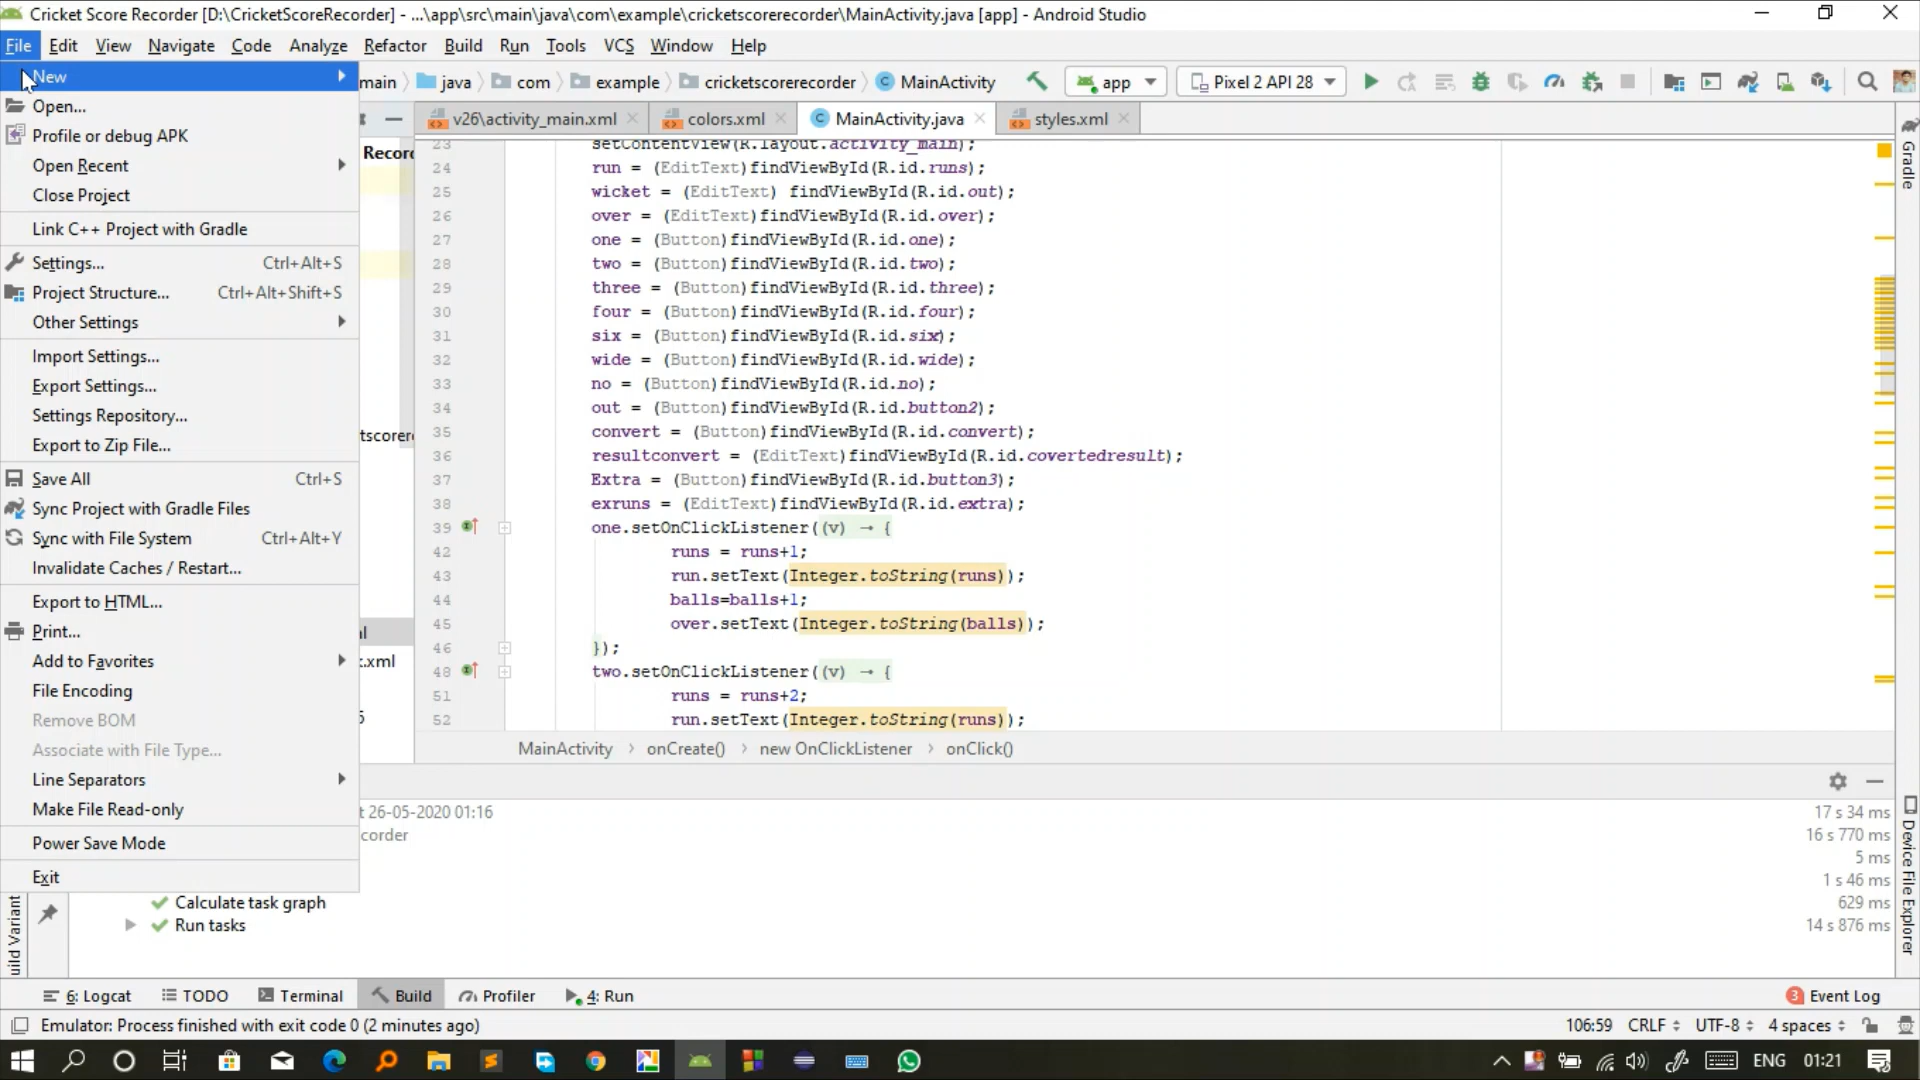 Cricket Score Recorder [D:\CricketScoreRecorder] - ...\app\src\main\java\com\example\cricketscorerecorder\MainActivity.java [app] - Android Studio
File Edit View Navigate Code Analyze Refactor Build Run Tools VCS Window Help
New
main java com example cricketscorerecorder MainActivity app Pixel 2 API 28
Open...
Profile or debug APK
Open Recent
Close Project
Link C++ Project with Gradle
Settings... Ctrl+Alt+S
Project Structure... Ctrl+Alt+Shift+S
Other Settings
Import Settings...
Export Settings...
Settings Repository...
Export to Zip File...
Save All Ctrl+S
Sync Project with Gradle Files
Sync with File System Ctrl+Alt+Y
Invalidate Caches / Restart...
Export to HTML...
Print...
Add to Favorites
File Encoding
Remove BOM
Associate with File Type...
Line Separators
Make File Read-only
Power Save Mode
Exit
v26\activity_main.xml colors.xml MainActivity.java styles.xml
23 setContentView(R.layout.activity_main);
24 run = (EditText)findViewById(R.id.runs);
25 wicket = (EditText) findViewById(R.id.out);
26 over = (EditText)findViewById(R.id.over);
27 one = (Button)findViewById(R.id.one);
28 two = (Button)findViewById(R.id.two);
29 three = (Button)findViewById(R.id.three);
30 four = (Button)findViewById(R.id.four);
31 six = (Button)findViewById(R.id.six);
32 wide = (Button)findViewById(R.id.wide);
33 no = (Button)findViewById(R.id.no);
34 out = (Button)findViewById(R.id.button2);
35 convert = (Button)findViewById(R.id.convert);
36 resultconvert = (EditText)findViewById(R.id.covertedresult);
37 Extra = (Button)findViewById(R.id.button3);
38 exruns = (EditText)findViewById(R.id.extra);
39 one.setOnClickListener((v) → {
42 runs = runs+1;
43 run.setText(Integer.toString(runs));
44 balls=balls+1;
45 over.setText(Integer.toString(balls));
46 });
48 two.setOnClickListener((v) → {
51 runs = runs+2;
52 run.setText(Integer.toString(runs));
MainActivity › onCreate() › new OnClickListener › onClick()
Gradle
Device File Explorer
26-05-2020 01:16 17 s 34 ms
corder 16 s 770 ms
5 ms
1 s 46 ms
Calculate task graph 629 ms
Run tasks 14 s 876 ms
uild Variant
6: Logcat TODO Terminal Build Profiler 4: Run 3 Event Log
Emulator: Process finished with exit code 0 (2 minutes ago) 106:59 CRLF UTF-8 4 spaces
ENG 01:21